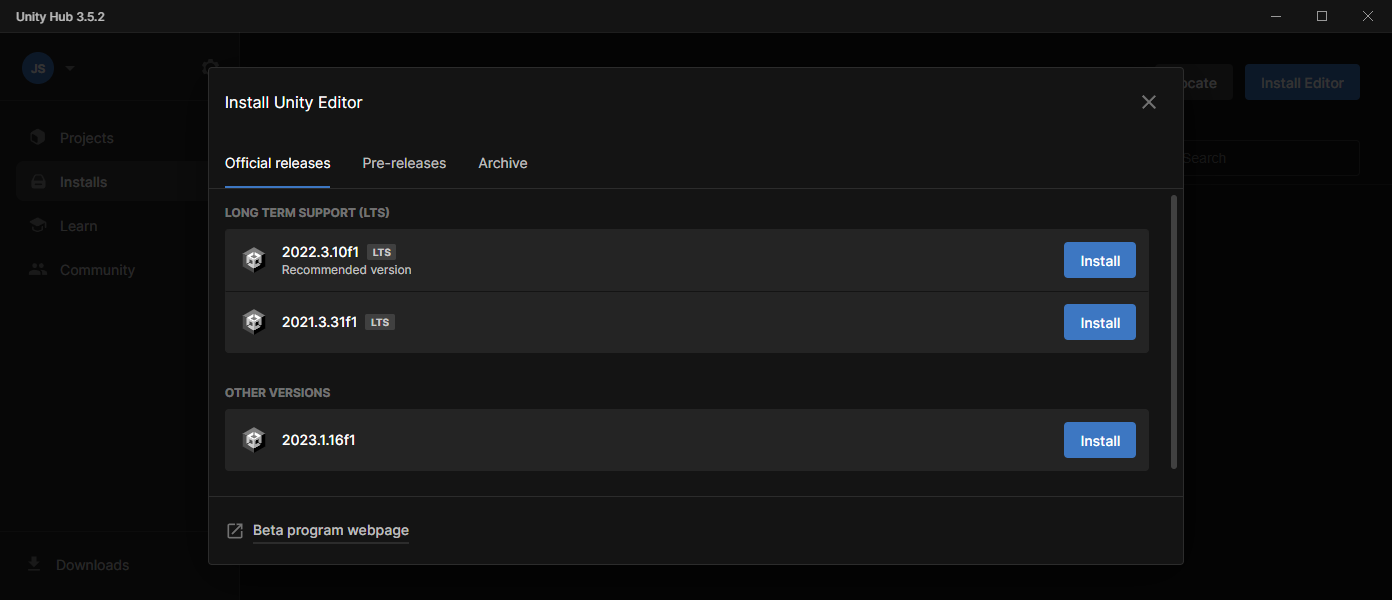 Unity Hub 3.5.2
JS
Projects
Installs
Learn
Community
Downloads
Install Editor
Search
Install Unity Editor
Official releases Pre-releases Archive
LONG TERM SUPPORT (LTS)
2022.3.10f1 LTS
Recommended version
Install
2021.3.31f1 LTS
Install
OTHER VERSIONS
2023.1.16f1
Install
Beta program webpage